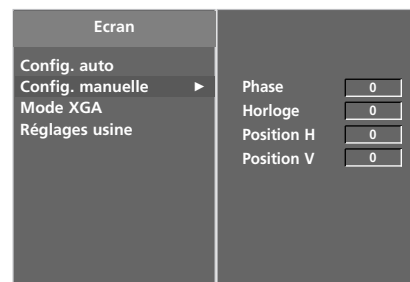 Ecran
Config. auto
Config. manuelle ►
Mode XGA
Réglages usine
Phase 0
Horloge 0
Position H 0
Position V 0